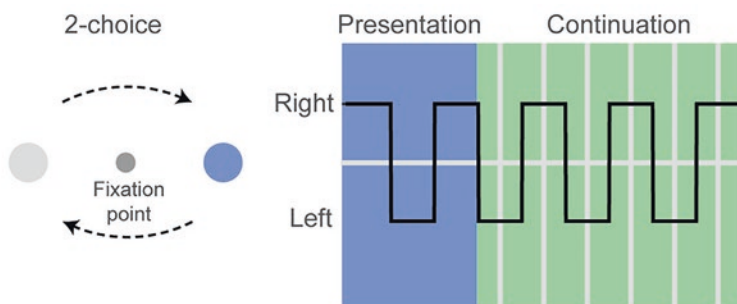 2-choice
Fixation
point
Presentation Continuation
Right
Left